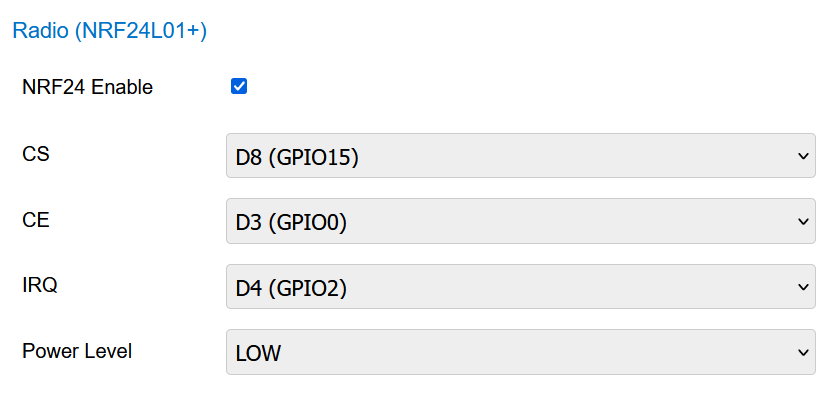 Radio (NRF24L01+)
NRF24 Enable
CS D8 (GPIO15)
CE D3 (GPIO0)
IRQ D4 (GPIO2)
Power Level LOW